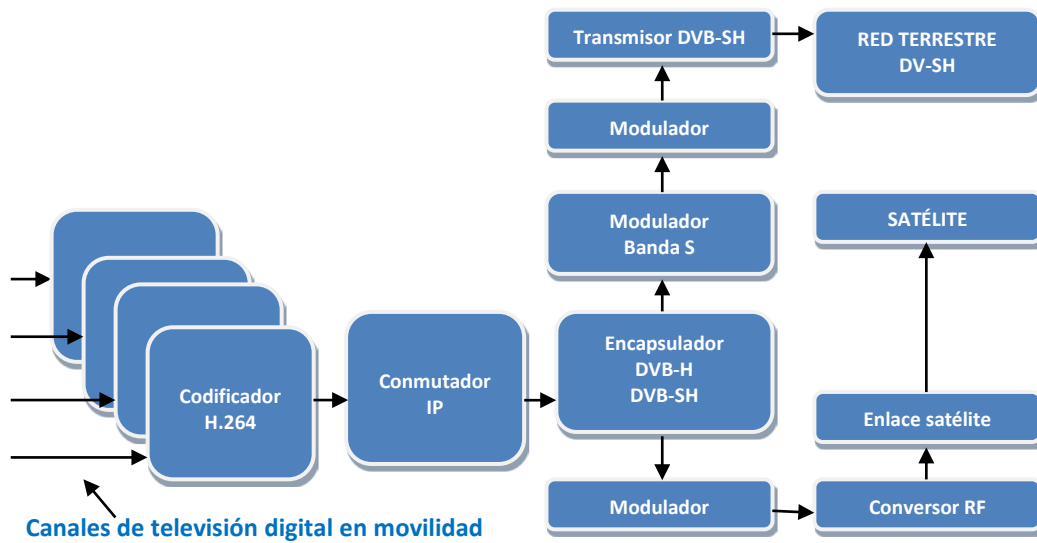 Transmisor DVB-SH
RED TERRESTRE
DV-SH
Modulador
Modulador
Banda S
SATÉLITE
Codificador
H.264
Conmutador
IP
Encapsulador
DVB-H
DVB-SH
Enlace satélite
Modulador
Conversor RF
Canales de televisión digital en movilidad